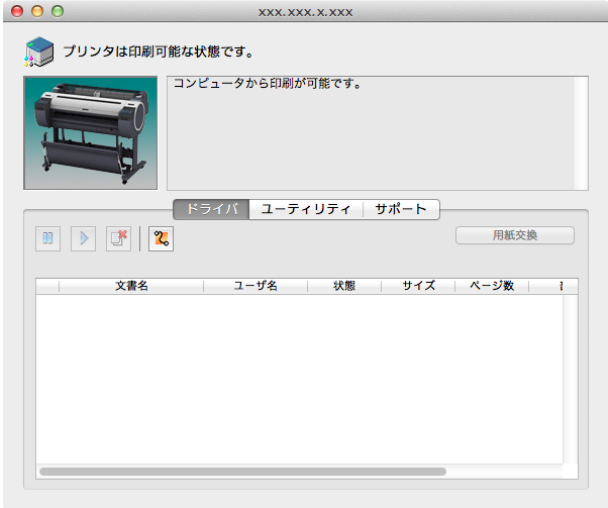 xxx.xxx.x.xxx
プリンタは印刷可能な状態です。
コンピュータから印刷が可能です。
ドライバ ユーティリティ サポート
用紙交換
文書名 ユーザ名 状態 サイズ ページ数